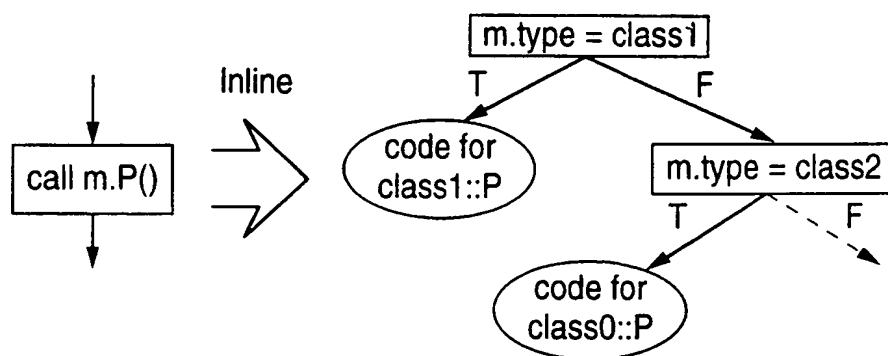 m.type = class1
T
F
Inline
call m.P()
code for
class1::P
m.type = class2
T
F
code for
class0::P